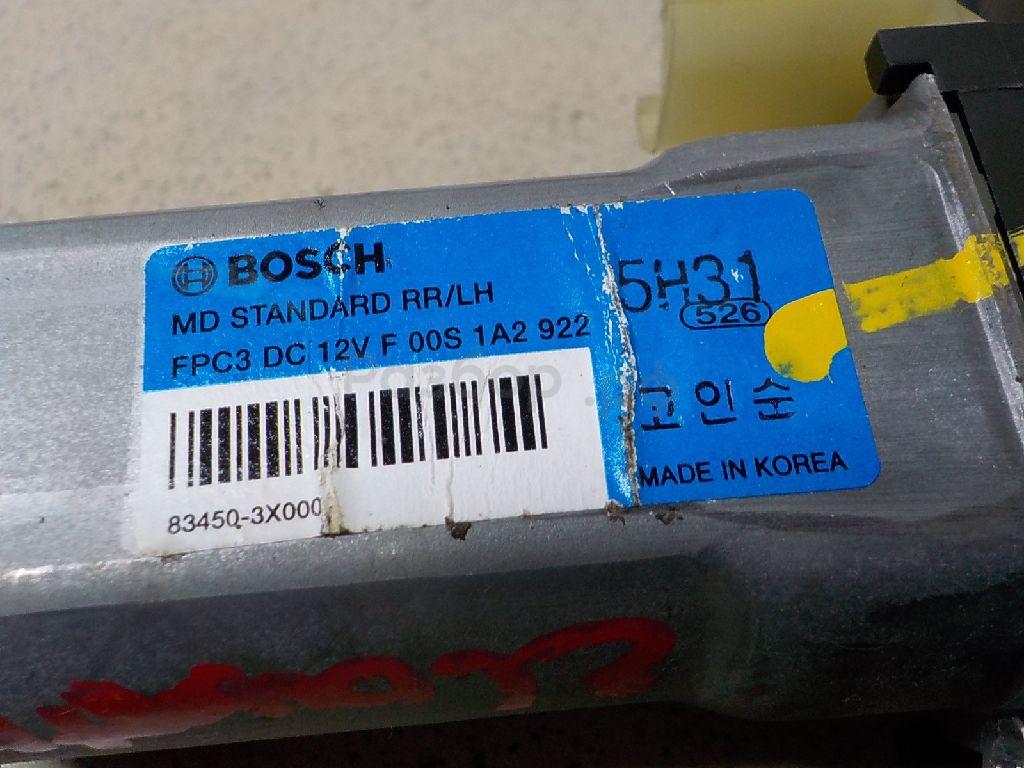 BOSCH
MD STANDARD RR/LH
FPC3 DC 12V F 00S 1A2 922
83450-3X000
5H31
526
고인순
MADE IN KOREA